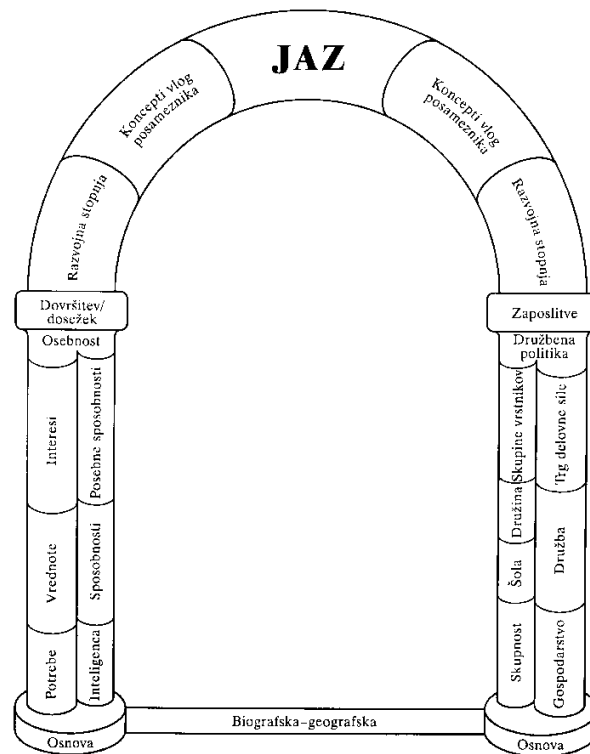 JAZ
Koncepti vlog
posameznika
Koncepti vlog
posameznika
Razvojna stopnja
Razvojna stopnja
Dovršitev/
dosežek
Zaposlitve
Osebnost
Družbena
politika
Interesi
Posebne sposobnosti
Skupine vrstnikov
Trg delovne sile
Vrednote
Sposobnosti
Družina
Šola
Družba
Potrebe
Inteligenca
Skupnost
Gospodarstvo
Biografska-geografska
Osnova
Osnova